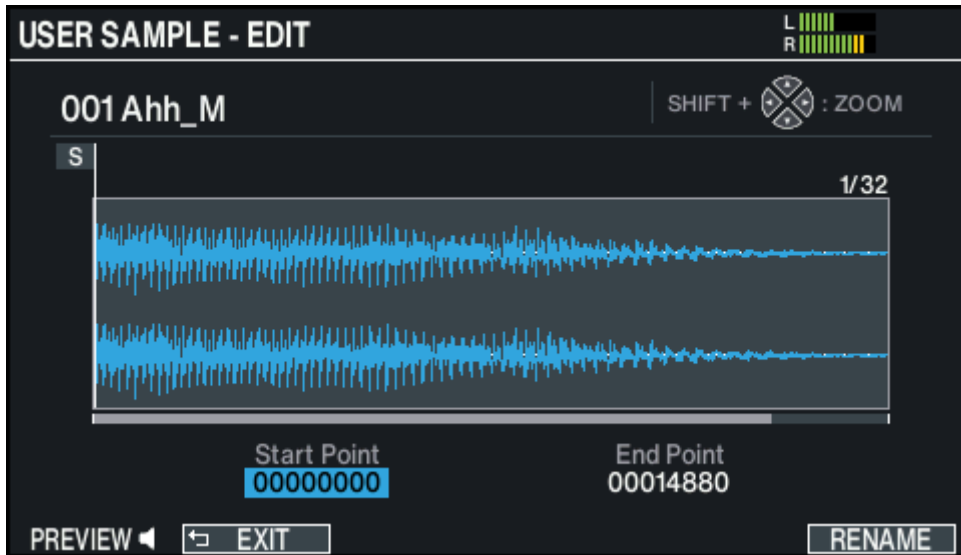 USER SAMPLE - EDIT
L
R
001 Ahh_M
SHIFT + : ZOOM
S
1/32
Start Point
End Point
00000000
00014880
PREVIEW
EXIT
RENAME